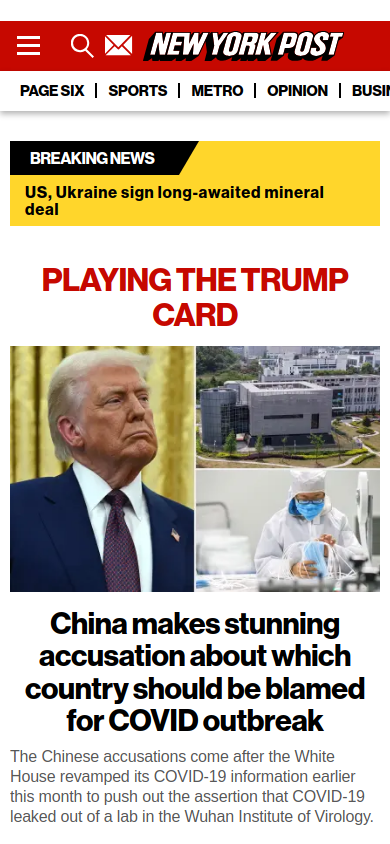 NEW YORK POST
PAGE SIX | SPORTS | METRO | OPINION | BUSIN
BREAKING NEWS
US, Ukraine sign long-awaited mineral
deal
PLAYING THE TRUMP
CARD
China makes stunning
accusation about which
country should be blamed
for COVID outbreak
The Chinese accusations come after the White
House revamped its COVID-19 information earlier
this month to push out the assertion that COVID-19
leaked out of a lab in the Wuhan Institute of Virology.